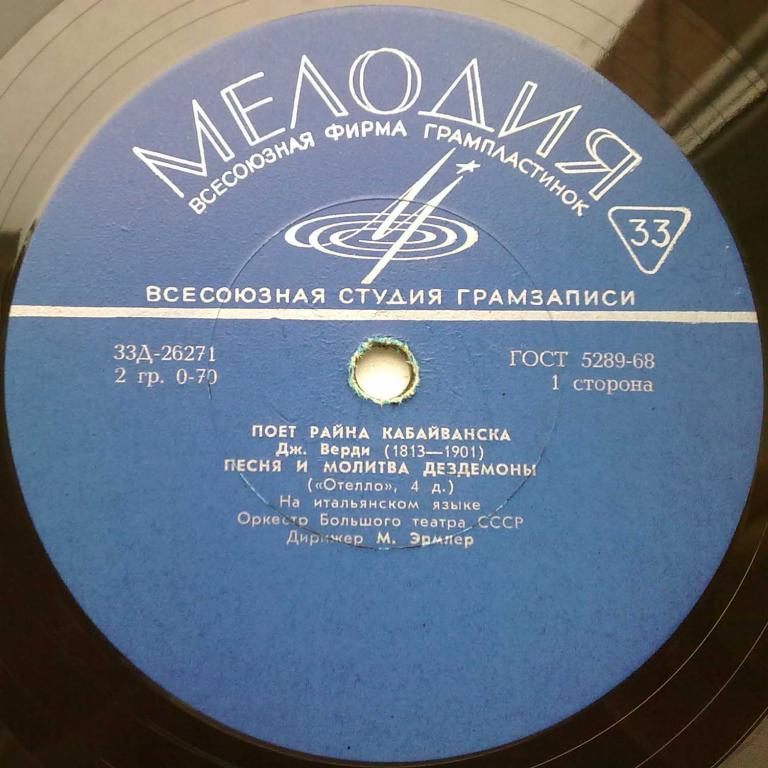 МЕЛОДИЯ
ВСЕСОЮЗНАЯ ФИРМА ГРАМПЛАСТИНОК
33
ВСЕСОЮЗНАЯ СТУДИЯ ГРАМЗАПИСИ
33Д-26271
2 гр. 0-70
ГОСТ 5289-68
1 сторона
ПОЕТ РАЙНА КАБАЙВАНСКА
Дж. Верди (1813—1901)
ПЕСНЯ И МОЛИТВА ДЕЗДЕМОНЫ
(«Отелло», 4 д.)
На итальянском языке
Оркестр Большого театра СССР
Дирижер М. Эрмлер